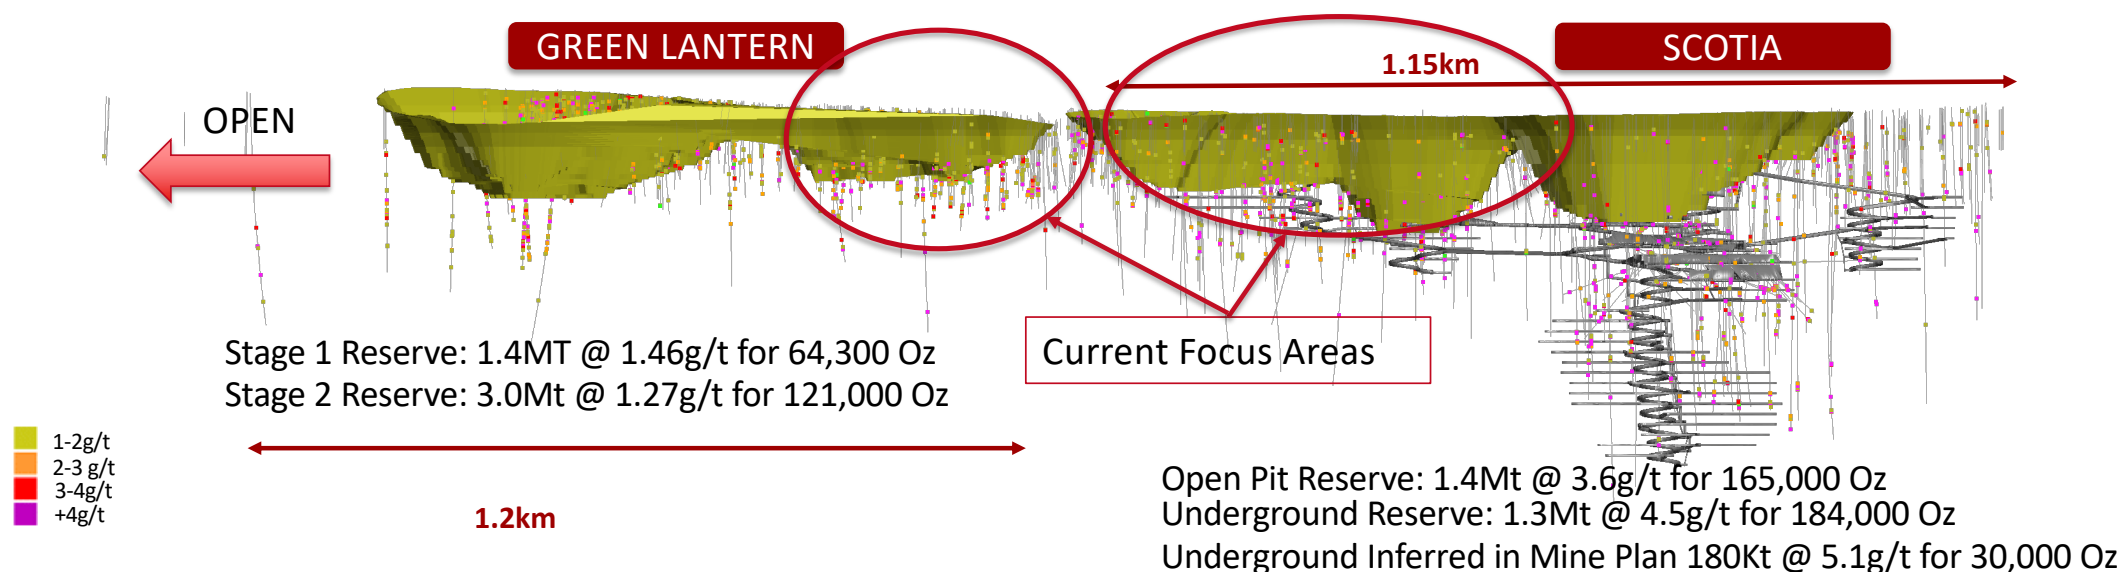 GREEN LANTERN
SCOTIA
1.15km
OPEN
Current Focus Areas
Stage 1 Reserve: 1.4MT @ 1.46g/t for 64,300 Oz
Stage 2 Reserve: 3.0Mt @ 1.27g/t for 121,000 Oz
1-2g/t
2-3 g/t
3-4g/t
+4g/t
1.2km
Open Pit Reserve: 1.4Mt @ 3.6g/t for 165,000 Oz
Underground Reserve: 1.3Mt @ 4.5g/t for 184,000 Oz
Underground Inferred in Mine Plan 180Kt @ 5.1g/t for 30,000 Oz